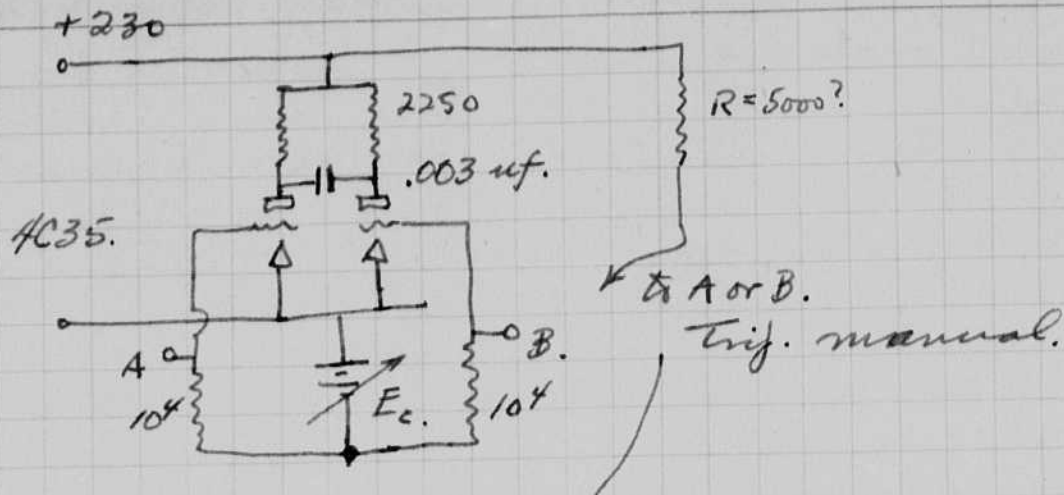 +230
2250
R = 5000?
.003 uf.
4C35.
to A or B.
Trig. manual.
A
B.
10⁴
Ec.
10⁴